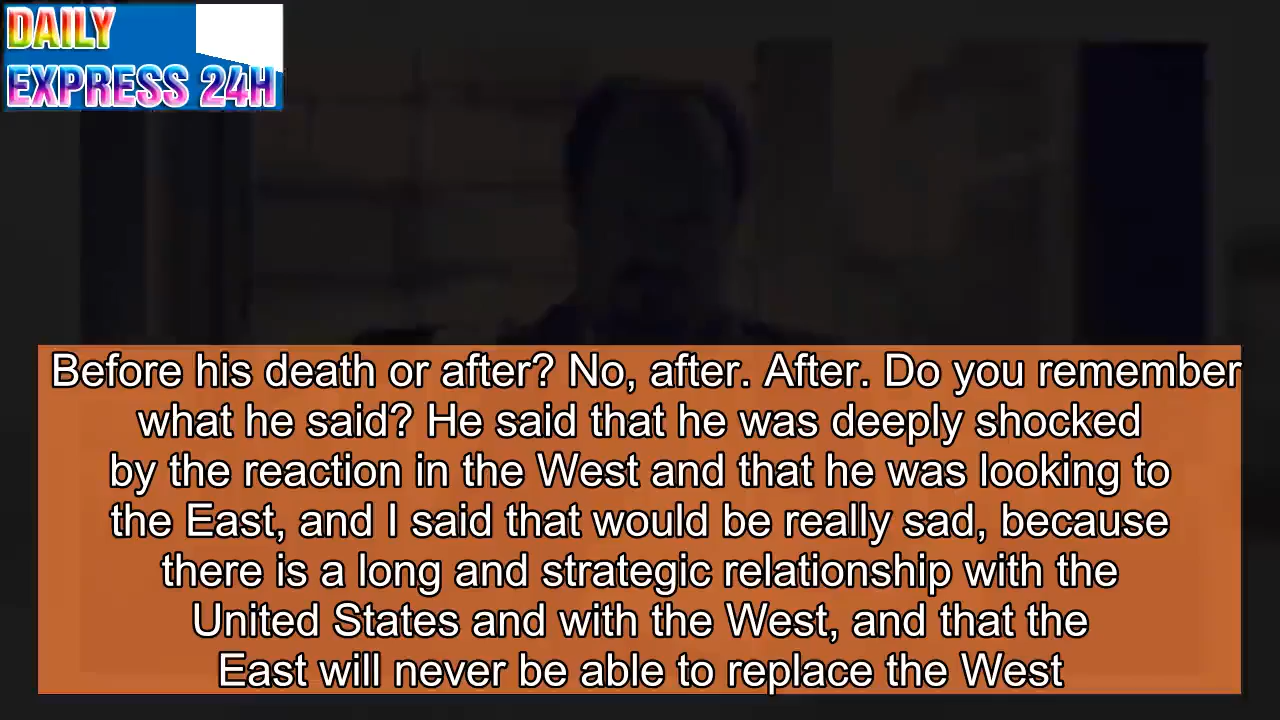 DAILY
EXPRESS 24H
Before his death or after? No, after. After. Do you remember
what he said? He said that he was deeply shocked
by the reaction in the West and that he was looking to
the East, and I said that would be really sad, because
there is a long and strategic relationship with the
United States and with the West, and that the
East will never be able to replace the West